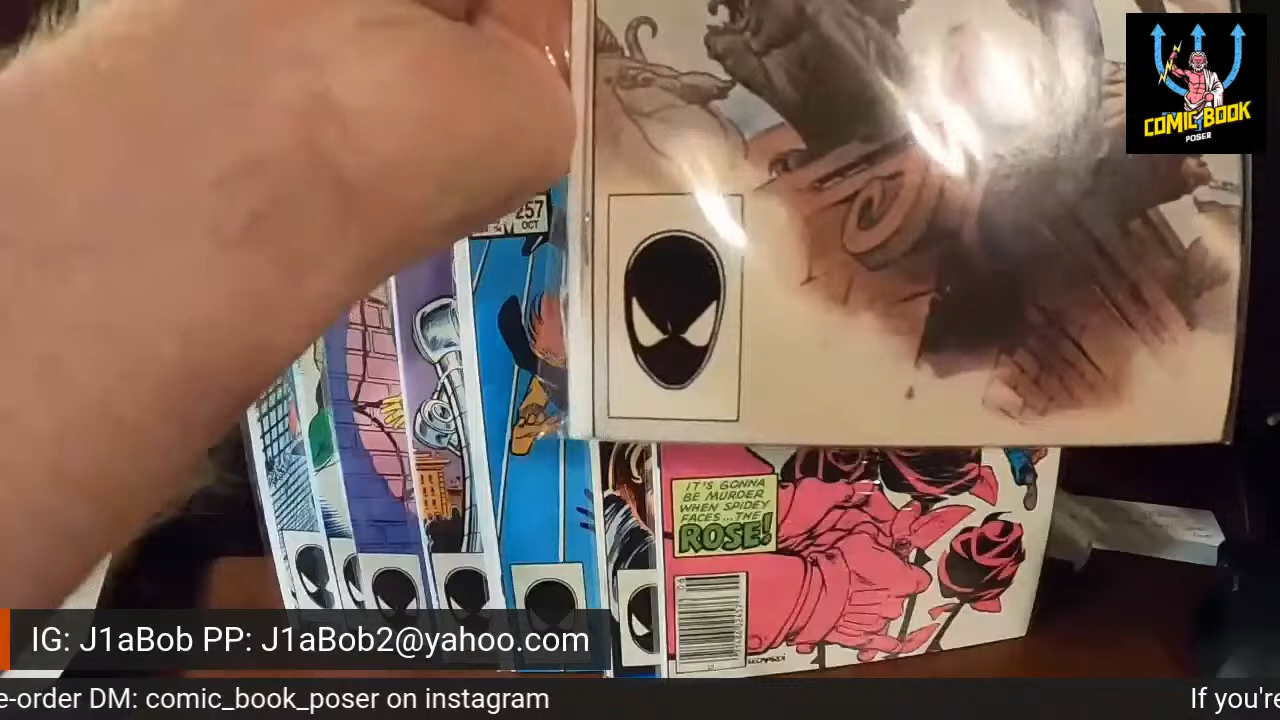 COMIC BOOK
POSER
257
OCT
IT'S GONNA
BE MURDER
WHEN SPIDEY
FACES...THE
ROSE!
IG: J1aBob PP: J1aBob2@yahoo.com
e-order DM: comic_book_poser on instagram
If you're